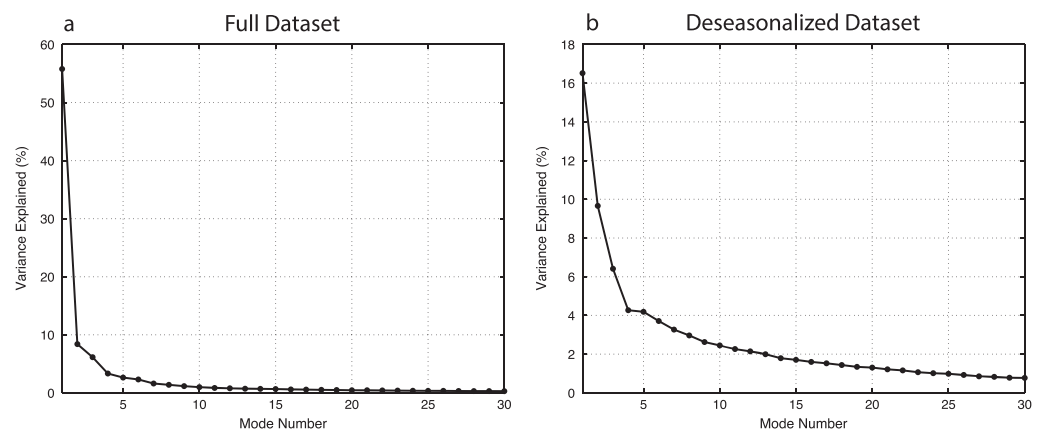 a Full Dataset
60
50
40
30
20
10
0
Variance Explained (%)
5 10 15 20 25 30
Mode Number
b Deseasonalized Dataset
18
16
14
12
10
8
6
4
2
0
Variance Explained (%)
5 10 15 20 25 30
Mode Number